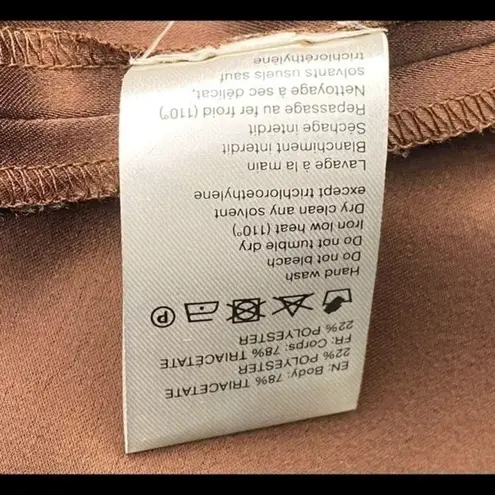 EN: Body: 78% TRIACETATE
22% POLYESTER
FR: Corps: 78% TRIACÉTATE
22% POLYESTER
P
Hand wash
Do not bleach
Do not tumble dry
Iron low heat (110°)
Dry clean any solvent
except trichloroethylene
Lavage à la main
Blanchiment interdit
Séchage interdit
Repassage au fer froid (110°)
Nettoyage à sec délicat,
solvants usuels sauf
trichloréthylène